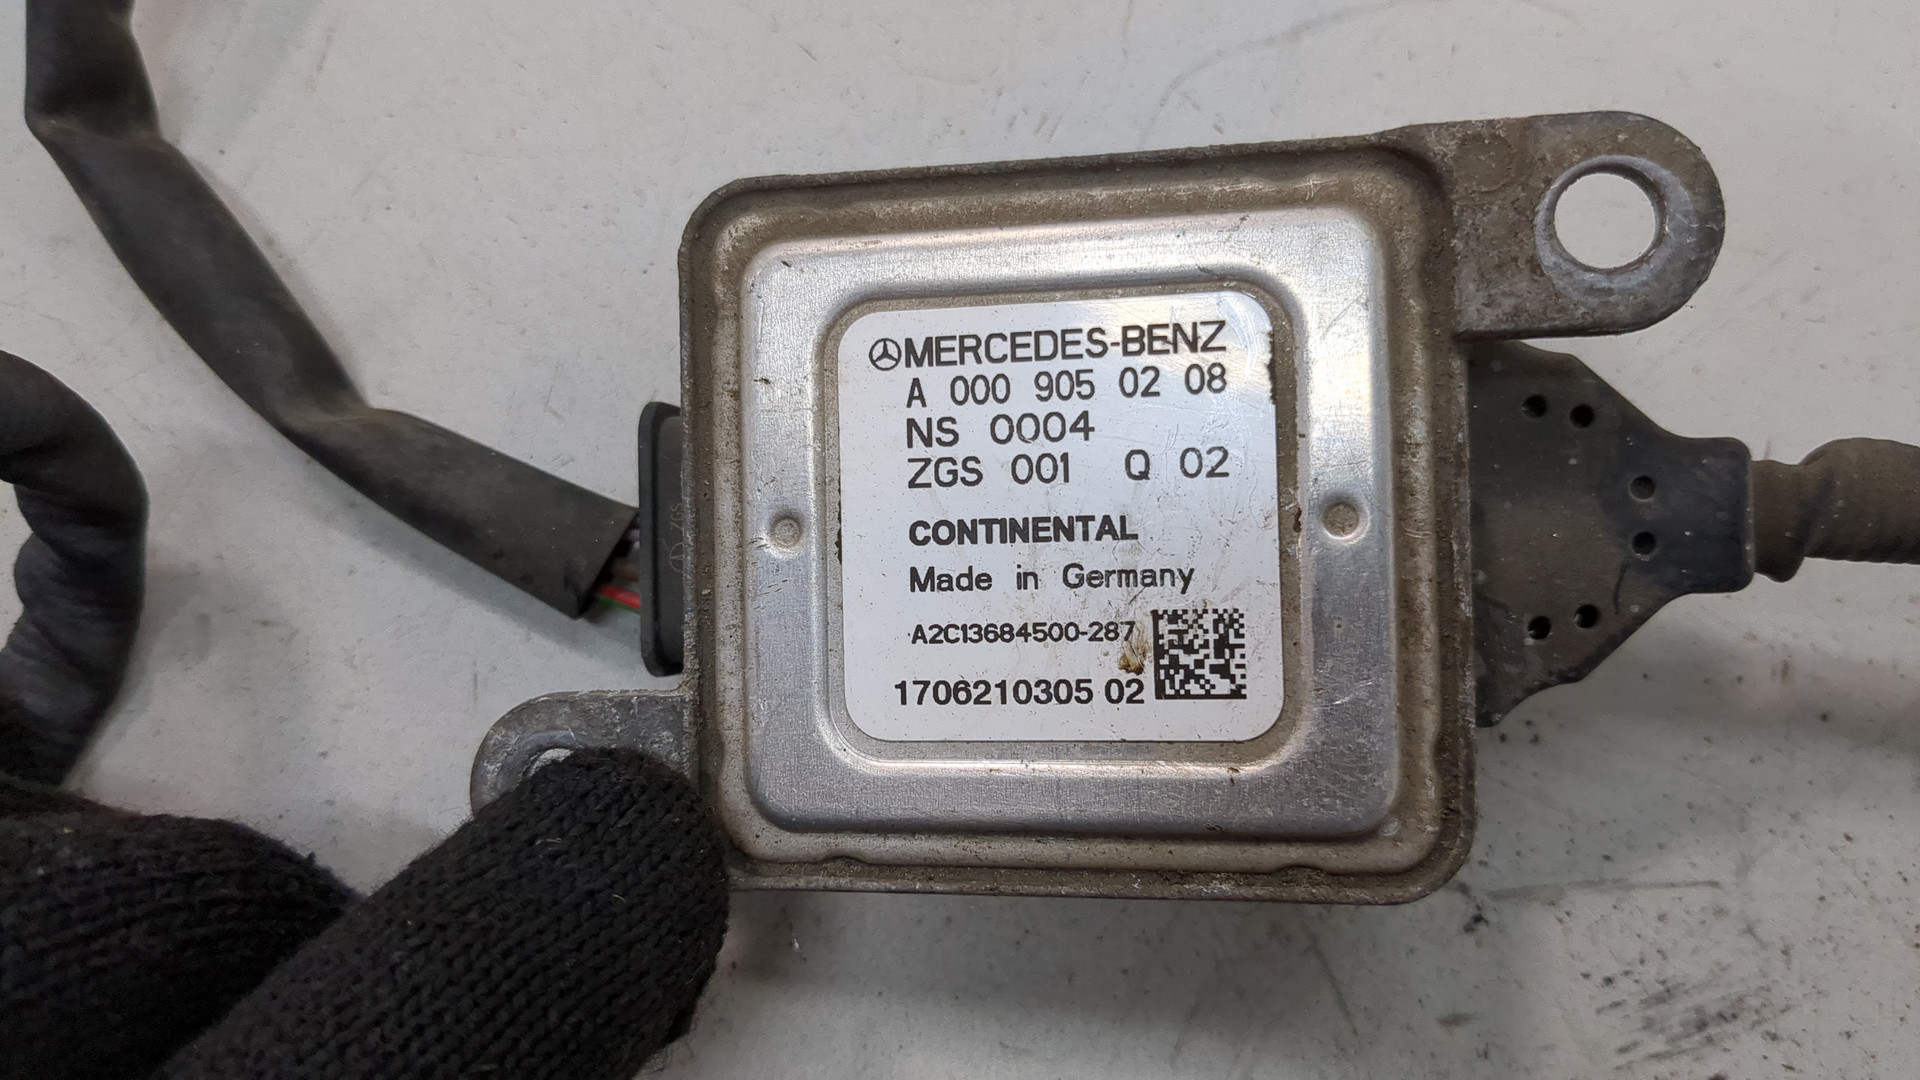 MERCEDES-BENZ
A 000 905 02 08
NS 0004
ZGS 001 Q 02
CONTINENTAL
Made in Germany
A2C13684500-287
1706210305 02